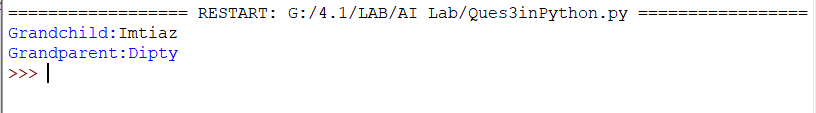 ================== RESTART: G:/4.1/LAB/AI Lab/Ques3inPython.py =================
Grandchild:Imtiaz
Grandparent:Dipty
>>>